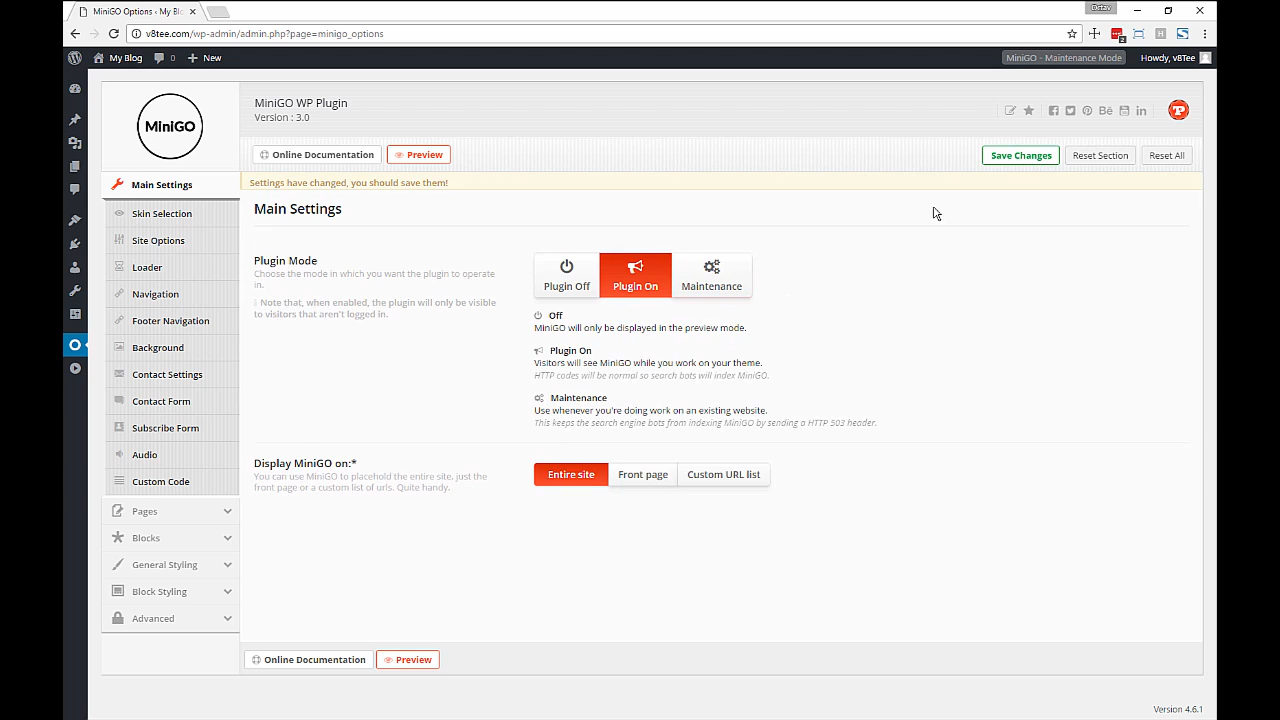 MiniGO Options ‹ My Blo
Octav
v8tee.com/wp-admin/admin.php?page=minigo_options
2
My Blog
0
New
MiniGO - Maintenance Mode
Howdy, v8Tee
MiniGO
MiniGO WP Plugin
Version : 3.0
Online Documentation
Preview
Save Changes
Reset Section
Reset All
Settings have changed, you should save them!
Main Settings
Skin Selection
Site Options
Loader
Navigation
Footer Navigation
Background
Contact Settings
Contact Form
Subscribe Form
Audio
Custom Code
Pages
Blocks
General Styling
Block Styling
Advanced
Main Settings
Plugin Mode
Choose the mode in which you want the plugin to operate
in.
Note that, when enabled, the plugin will only be visible
to visitors that aren't logged in.
Plugin Off
Plugin On
Maintenance
Off
MiniGO will only be displayed in the preview mode.
Plugin On
Visitors will see MiniGO while you work on your theme.
HTTP codes will be normal so search bots will index MiniGO.
Maintenance
Use whenever you're doing work on an existing website.
This keeps the search engine bots from indexing MiniGO by sending a HTTP 503 header.
Display MiniGO on:*
You can use MiniGO to placehold the entire site, just the
front page or a custom list of urls. Quite handy.
Entire site
Front page
Custom URL list
Online Documentation
Preview
Version 4.6.1